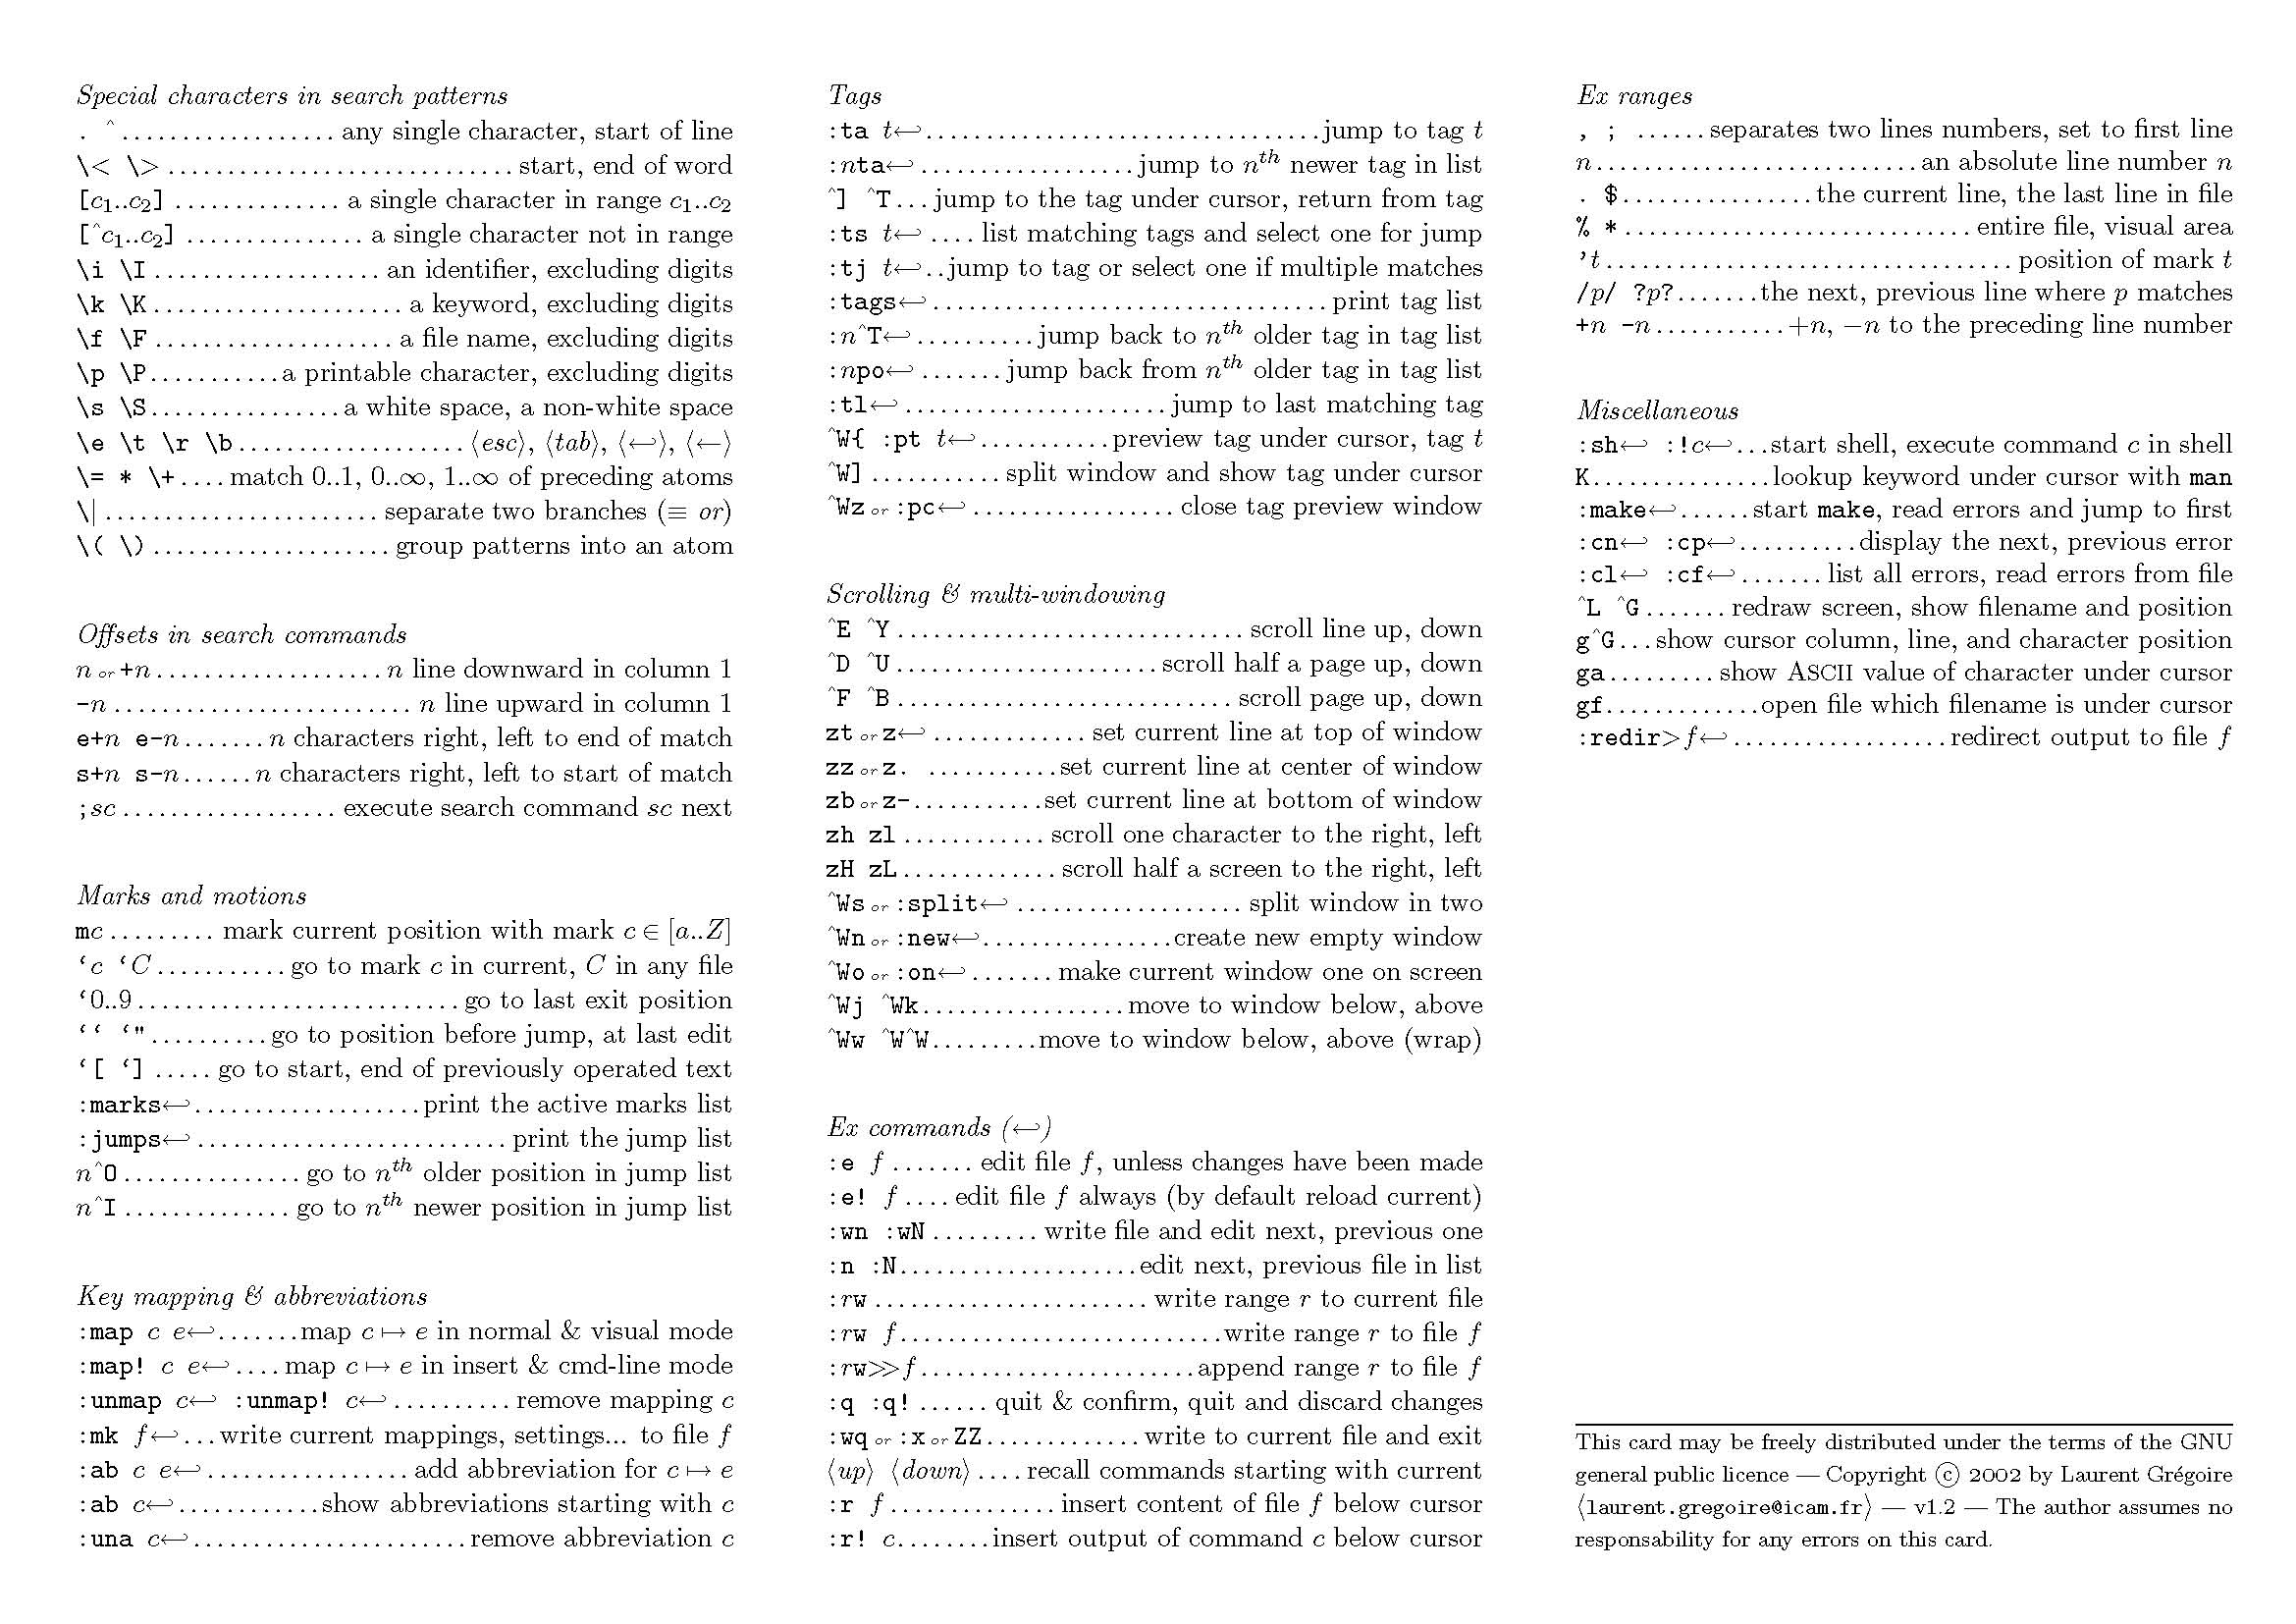 Special characters in search patterns
. ^ .................. any single character, start of line
\< \> ............................. start, end of word
[c₁..c₂] .............. a single character in range c₁..c₂
[^c₁..c₂] ............... a single character not in range
\i \I ................... an identifier, excluding digits
\k \K ..................... a keyword, excluding digits
\f \F .................... a file name, excluding digits
\p \P ........... a printable character, excluding digits
\s \S ................ a white space, a non-white space
\e \t \r \b ................... ⟨esc⟩, ⟨tab⟩, ⟨↩⟩, ⟨←⟩
\= * \+ .... match 0..1, 0..∞, 1..∞ of preceding atoms
\| ....................... separate two branches (≡ or)
\( \) .................... group patterns into an atom
Offsets in search commands
n or +n ................... n line downward in column 1
-n ......................... n line upward in column 1
e+n e-n ....... n characters right, left to end of match
s+n s-n ...... n characters right, left to start of match
;sc .................. execute search command sc next
Marks and motions
mc ......... mark current position with mark c ∈ [a..Z]
‘c ‘C ........... go to mark c in current, C in any file
‘0..9 ........................... go to last exit position
‘‘ ‘" .......... go to position before jump, at last edit
‘[ ‘] ..... go to start, end of previously operated text
:marks↩ ................... print the active marks list
:jumps↩ .......................... print the jump list
n^O ............... go to nᵗʰ older position in jump list
n^I .............. go to nᵗʰ newer position in jump list
Key mapping & abbreviations
:map c e↩ ....... map c ↦ e in normal & visual mode
:map! c e↩ .... map c ↦ e in insert & cmd-line mode
:unmap c↩ :unmap! c↩ .......... remove mapping c
:mk f↩ ... write current mappings, settings... to file f
:ab c e↩ ................. add abbreviation for c ↦ e
:ab c↩ ............ show abbreviations starting with c
:una c↩ ....................... remove abbreviation c
Tags
:ta t↩ ................................. jump to tag t
:nta↩ .................. jump to nᵗʰ newer tag in list
^] ^T ... jump to the tag under cursor, return from tag
:ts t↩ .... list matching tags and select one for jump
:tj t↩ .. jump to tag or select one if multiple matches
:tags↩ ................................. print tag list
:n^T↩ .......... jump back to nᵗʰ older tag in tag list
:npo↩ ....... jump back from nᵗʰ older tag in tag list
:tl↩ ...................... jump to last matching tag
^W{ :pt t↩ ........... preview tag under cursor, tag t
^W] ........... split window and show tag under cursor
^Wz or :pc↩ ................. close tag preview window
Scrolling & multi-windowing
^E ^Y ............................. scroll line up, down
^D ^U ...................... scroll half a page up, down
^F ^B ............................ scroll page up, down
zt or z↩ ............. set current line at top of window
zz or z. ........... set current line at center of window
zb or z- ........... set current line at bottom of window
zh zl ............ scroll one character to the right, left
zH zL ............. scroll half a screen to the right, left
^Ws or :split↩ ................... split window in two
^Wn or :new↩ ................ create new empty window
^Wo or :on↩ ....... make current window one on screen
^Wj ^Wk ................. move to window below, above
^Ww ^W^W ......... move to window below, above (wrap)
Ex commands (↩)
:e f ....... edit file f, unless changes have been made
:e! f .... edit file f always (by default reload current)
:wn :wN ......... write file and edit next, previous one
:n :N .................... edit next, previous file in list
:rw ....................... write range r to current file
:rw f ........................... write range r to file f
:rw≫f ....................... append range r to file f
:q :q! ...... quit & confirm, quit and discard changes
:wq or :x or ZZ ............. write to current file and exit
⟨up⟩ ⟨down⟩ .... recall commands starting with current
:r f .............. insert content of file f below cursor
:r! c ........ insert output of command c below cursor
Ex ranges
, ; ...... separates two lines numbers, set to first line
n ........................... an absolute line number n
. $ ................ the current line, the last line in file
% * ............................. entire file, visual area
't .................................. position of mark t
/p/ ?p? ....... the next, previous line where p matches
+n -n ........... +n, −n to the preceding line number
Miscellaneous
:sh↩ :!c↩ ... start shell, execute command c in shell
K ............... lookup keyword under cursor with man
:make↩ ...... start make, read errors and jump to first
:cn↩ :cp↩ .......... display the next, previous error
:cl↩ :cf↩ ....... list all errors, read errors from file
^L ^G ....... redraw screen, show filename and position
g^G ... show cursor column, line, and character position
ga ......... show ASCII value of character under cursor
gf ............. open file which filename is under cursor
:redir>f↩ .................. redirect output to file f
This card may be freely distributed under the terms of the GNU
general public licence — Copyright © 2002 by Laurent Grégoire
⟨laurent.gregoire@icam.fr⟩ — v1.2 — The author assumes no
responsability for any errors on this card.